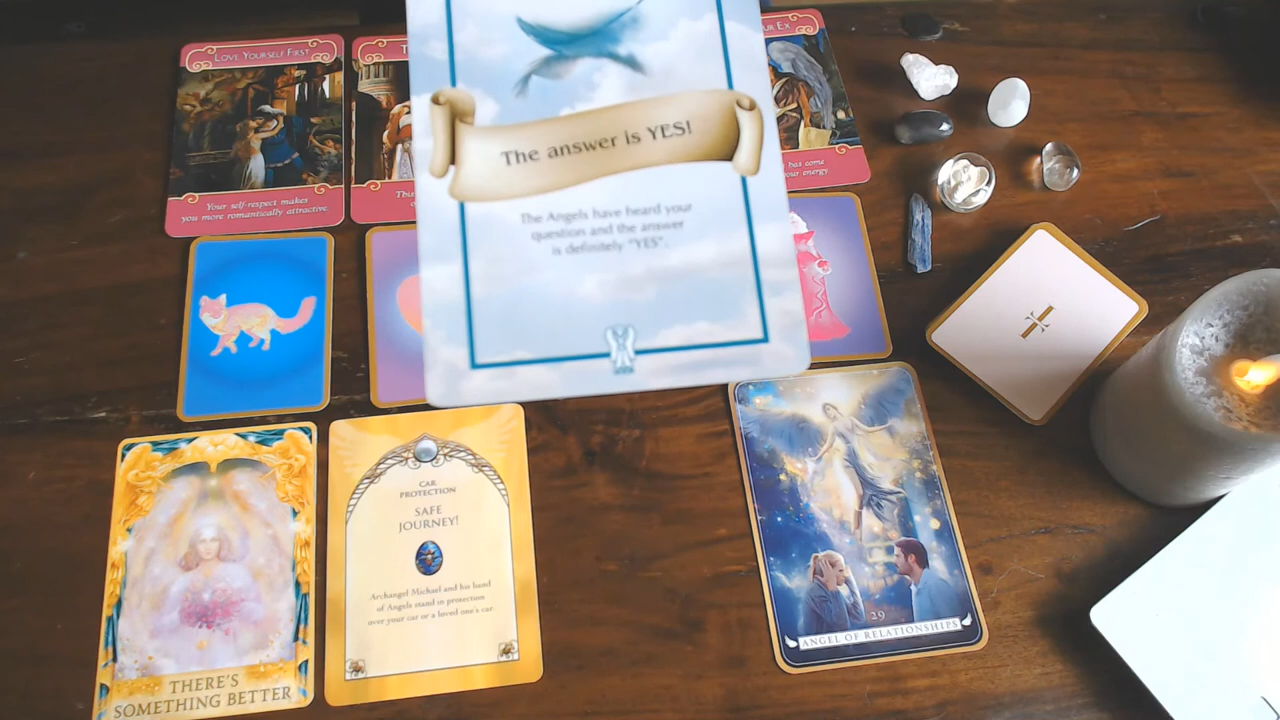 LOVE YOURSELF FIRST
Your self-respect makes
you more romantically attractive.
UR EX
has come
our energy
The answer is YES!
The Angels have heard your
question and the answer
is definitely "YES".
THERE'S
SOMETHING BETTER
CAR
PROTECTION
SAFE
JOURNEY!
Archangel Michael and his band
of Angels stand in protection
over your car or a loved one's car.
29
ANGEL OF RELATIONSHIPS